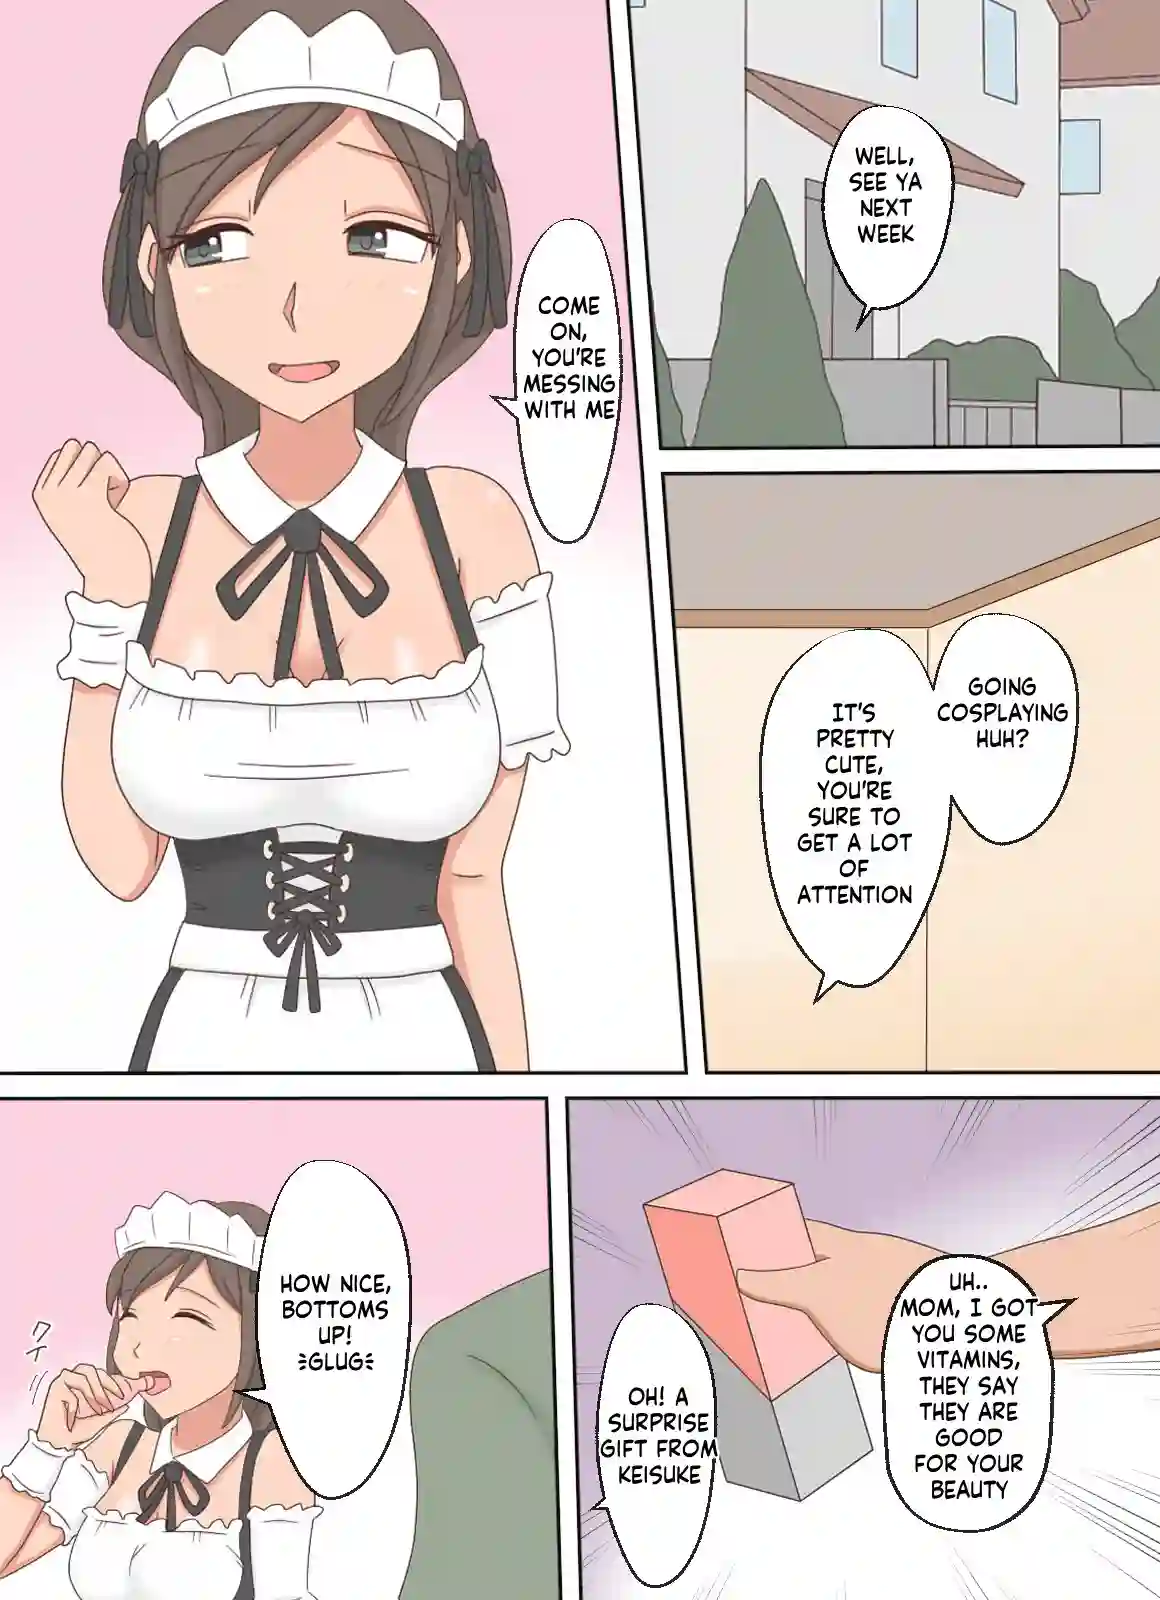 WELL,
SEE YA
NEXT
WEEK
GOING
COSPLAYING
HUH?
IT'S
PRETTY
CUTE,
YOU'RE
SURE TO
GET A LOT
OF
ATTENTION
COME
ON,
YOU'RE
MESSING
WITH ME
UH..
MOM, I GOT
YOU SOME
VITAMINS,
THEY SAY
THEY ARE
GOOD
FOR YOUR
BEAUTY
OH! A
SURPRISE
GIFT FROM
KEISUKE
HOW NICE,
BOTTOMS
UP!
GLUG
クイ